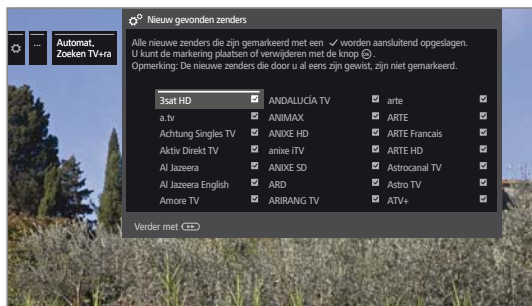 Nieuw gevonden zenders
...
Automat,
Zoeken TV+ra
Alle nieuwe zenders die zijn gemarkeerd met een ✓ worden aansluitend opgeslagen.
U kunt de markering plaatsen of verwijderen met de knop OK.
Opmerking: De nieuwe zenders die door u al eens zijn gewist, zijn niet gemarkeerd.
3sat HD ANDALUCÍA TV arte
a.tv ANIMAX ARTE
Achtung Singles TV ANIXE HD ARTE Francais
Aktiv Direkt TV anixe iTV ARTE HD
Al Jazeera ANIXE SD Astrocanal TV
Al Jazeera English ARD Astro TV
Amore TV ARIRANG TV ATV+
Verder met